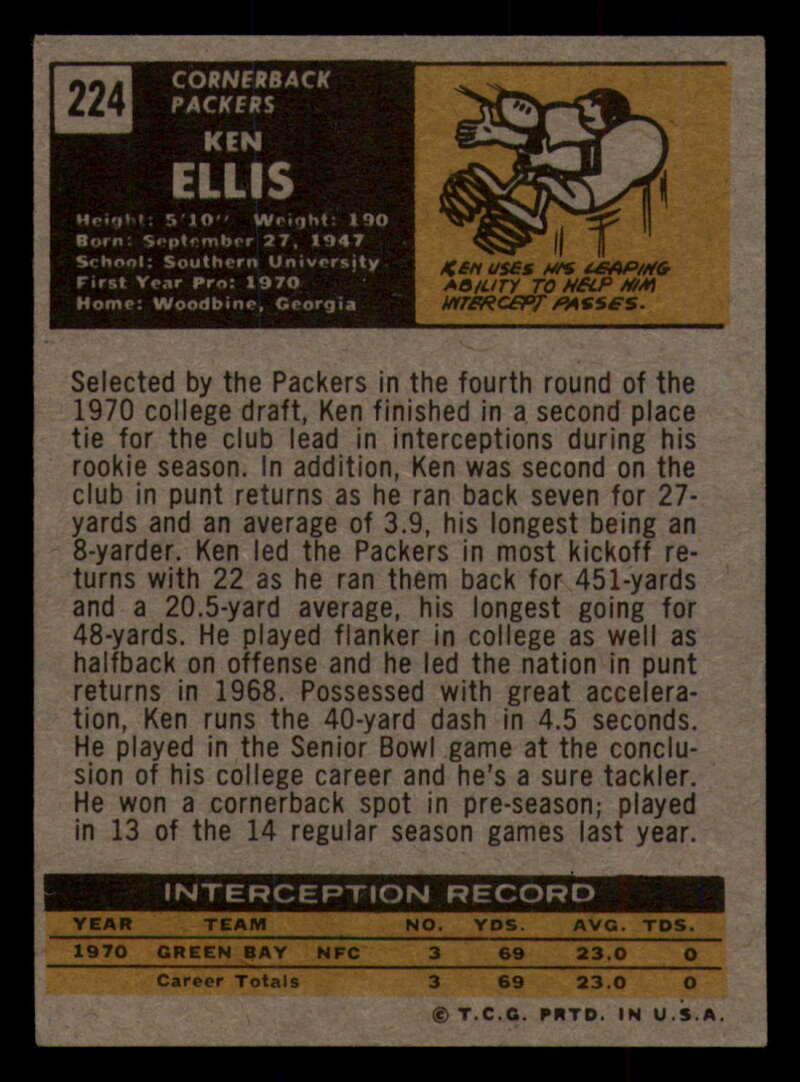 224
CORNERBACK
PACKERS
KEN
ELLIS
Height: 5'10" Weight: 190
Born: September 27, 1947
School: Southern University
First Year Pro: 1970
Home: Woodbine, Georgia
KEN USES HIS LEAPING
ABILITY TO HELP HIM
INTERCEPT PASSES.
Selected by the Packers in the fourth round of the
1970 college draft, Ken finished in a second place
tie for the club lead in interceptions during his
rookie season. In addition, Ken was second on the
club in punt returns as he ran back seven for 27-
yards and an average of 3.9, his longest being an
8-yarder. Ken led the Packers in most kickoff re-
turns with 22 as he ran them back for 451-yards
and a 20.5-yard average, his longest going for
48-yards. He played flanker in college as well as
halfback on offense and he led the nation in punt
returns in 1968. Possessed with great accelera-
tion, Ken runs the 40-yard dash in 4.5 seconds.
He played in the Senior Bowl game at the conclu-
sion of his college career and he's a sure tackler.
He won a cornerback spot in pre-season; played
in 13 of the 14 regular season games last year.
INTERCEPTION RECORD
YEAR TEAM NO. YDS. AVG. TDS.
1970 GREEN BAY NFC 3 69 23.0 0
Career Totals 3 69 23.0 0
© T.C.G. PRTD. IN U.S.A.